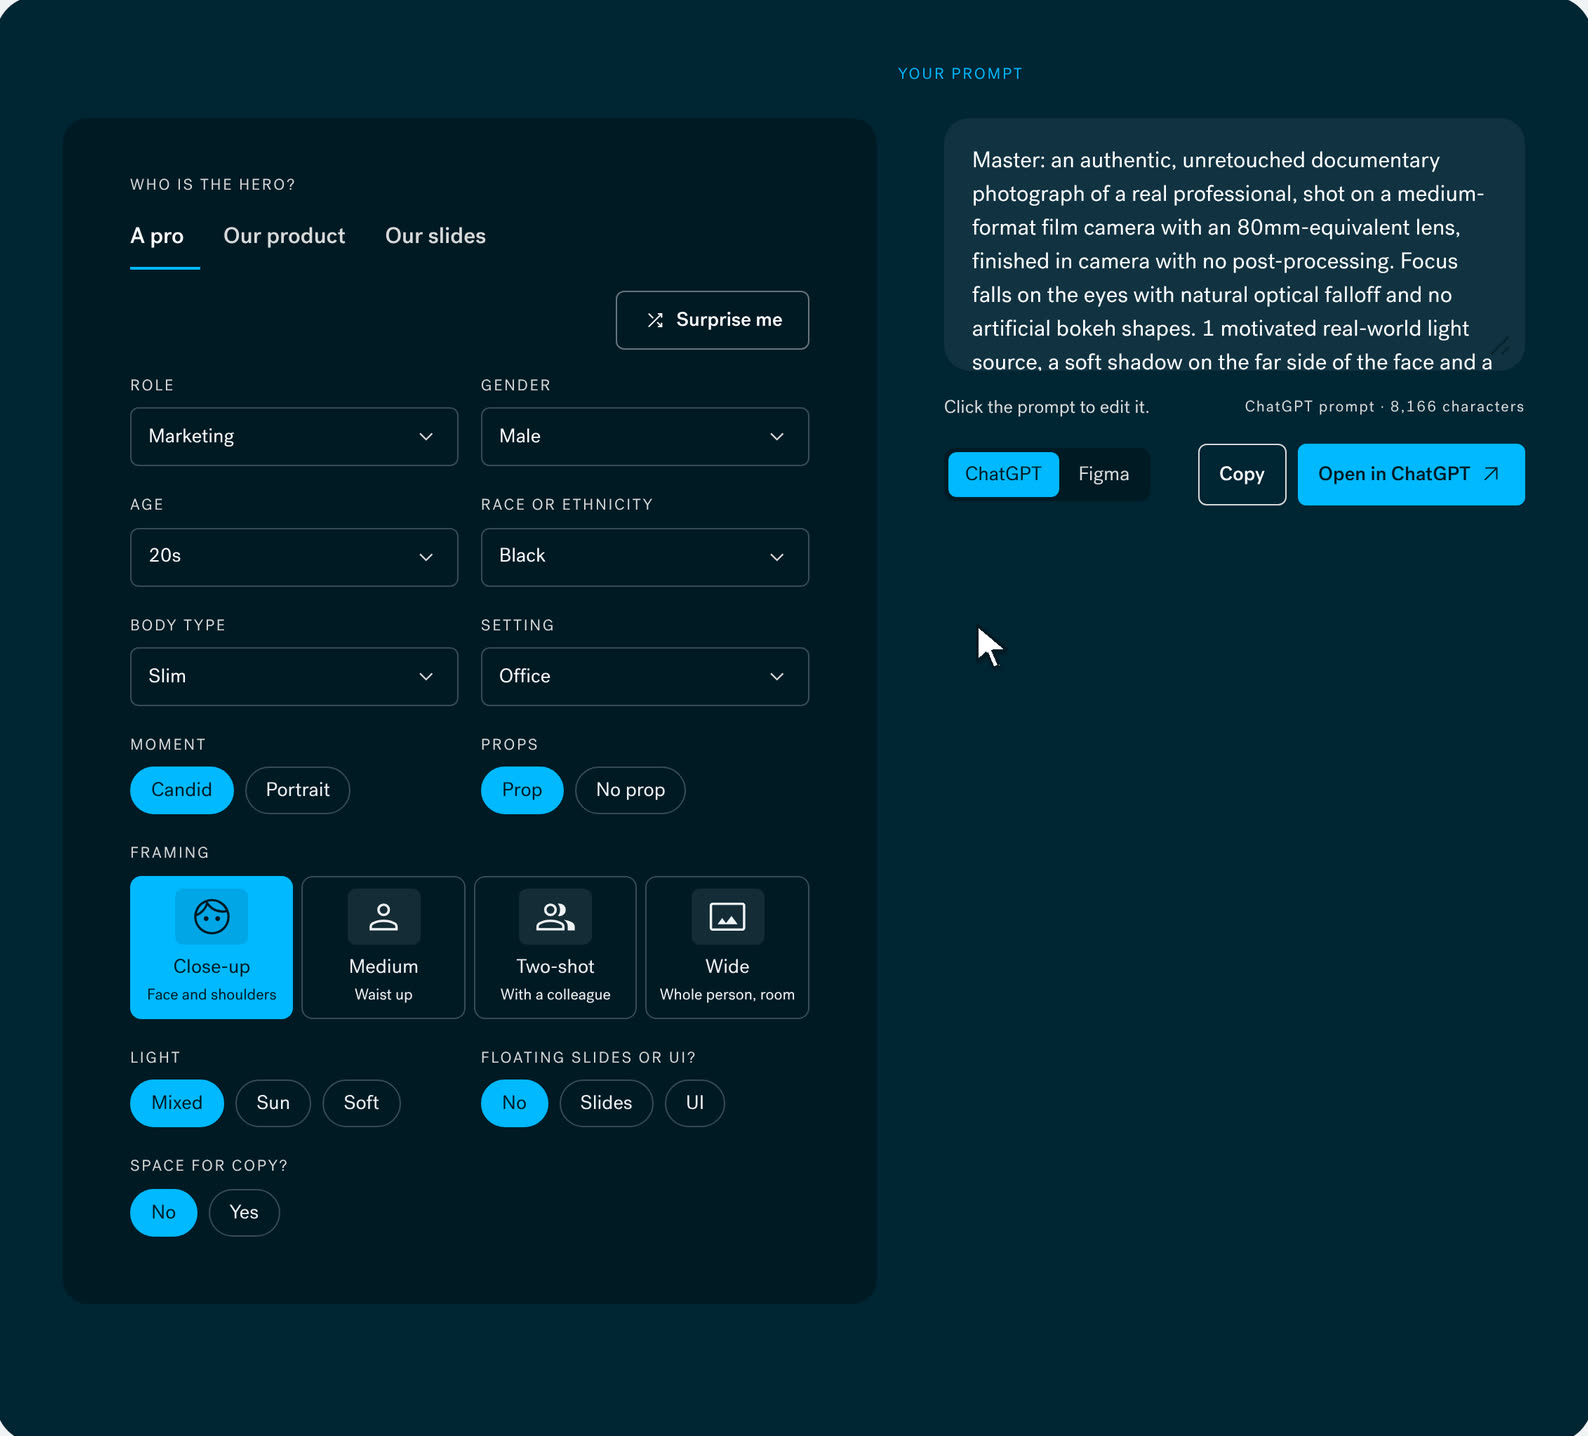 YOUR PROMPT
WHO IS THE HERO?
A pro
Our product
Our slides
Surprise me
ROLE
Marketing
GENDER
Male
AGE
20s
RACE OR ETHNICITY
Black
BODY TYPE
Slim
SETTING
Office
MOMENT
Candid
Portrait
PROPS
Prop
No prop
FRAMING
Close-up
Face and shoulders
Medium
Waist up
Two-shot
With a colleague
Wide
Whole person, room
LIGHT
Mixed
Sun
Soft
FLOATING SLIDES OR UI?
No
Slides
UI
SPACE FOR COPY?
No
Yes
Master: an authentic, unretouched documentary
photograph of a real professional, shot on a medium-
format film camera with an 80mm-equivalent lens,
finished in camera with no post-processing. Focus
falls on the eyes with natural optical falloff and no
artificial bokeh shapes. 1 motivated real-world light
source, a soft shadow on the far side of the face and a
Click the prompt to edit it.
ChatGPT prompt · 8,166 characters
ChatGPT
Figma
Copy
Open in ChatGPT